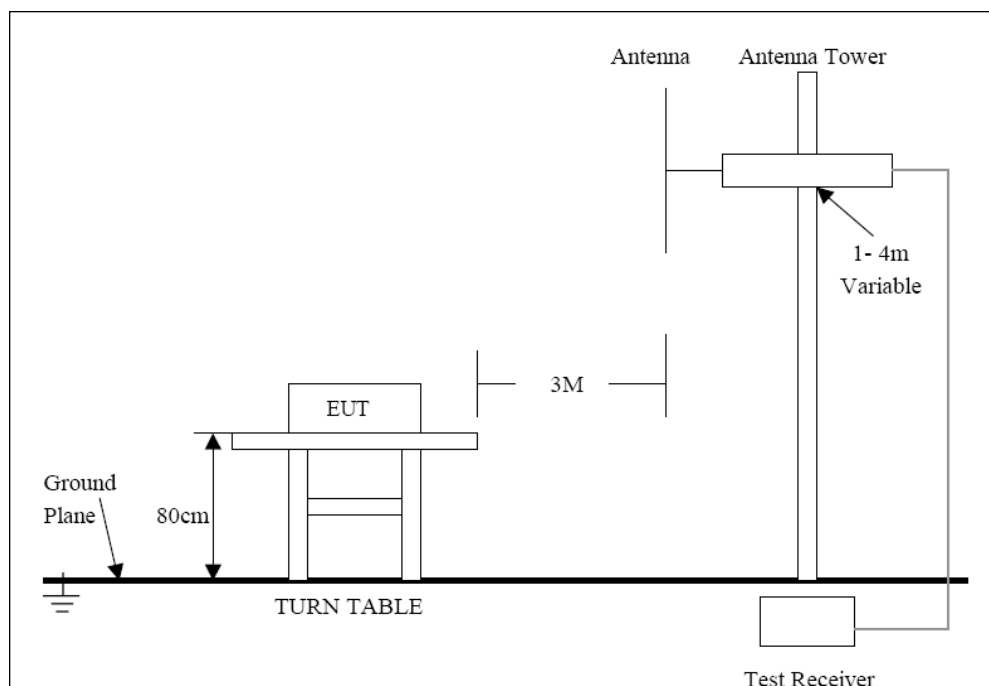 Antenna
Antenna Tower
1- 4m
Variable
3M
EUT
Ground
Plane
80cm
TURN TABLE
Test Receiver